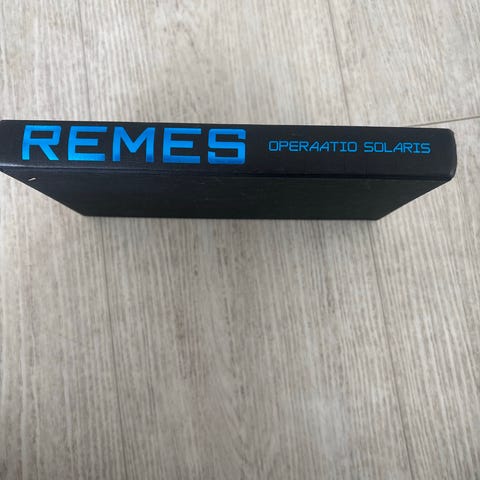 REMES OPERAATIO SOLARIS